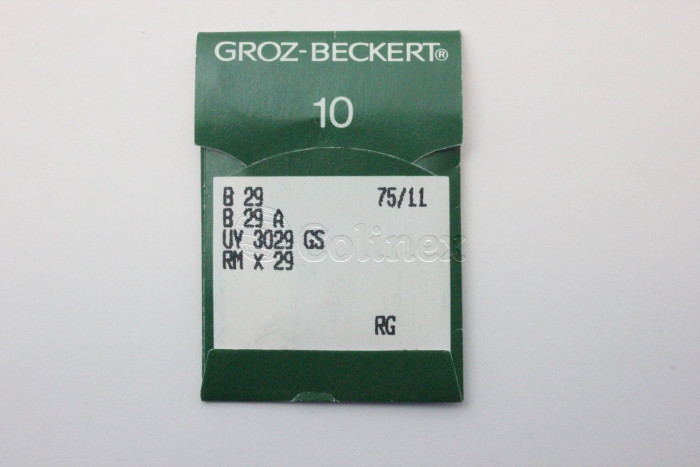 GROZ-BECKERT®
10
B 29 75/11
B 29 A
UY 3029 GS
RM X 29
RG
Colinex